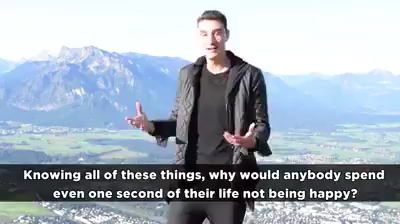 Knowing all of these things, why would anybody spend
even one second of their life not being happy?